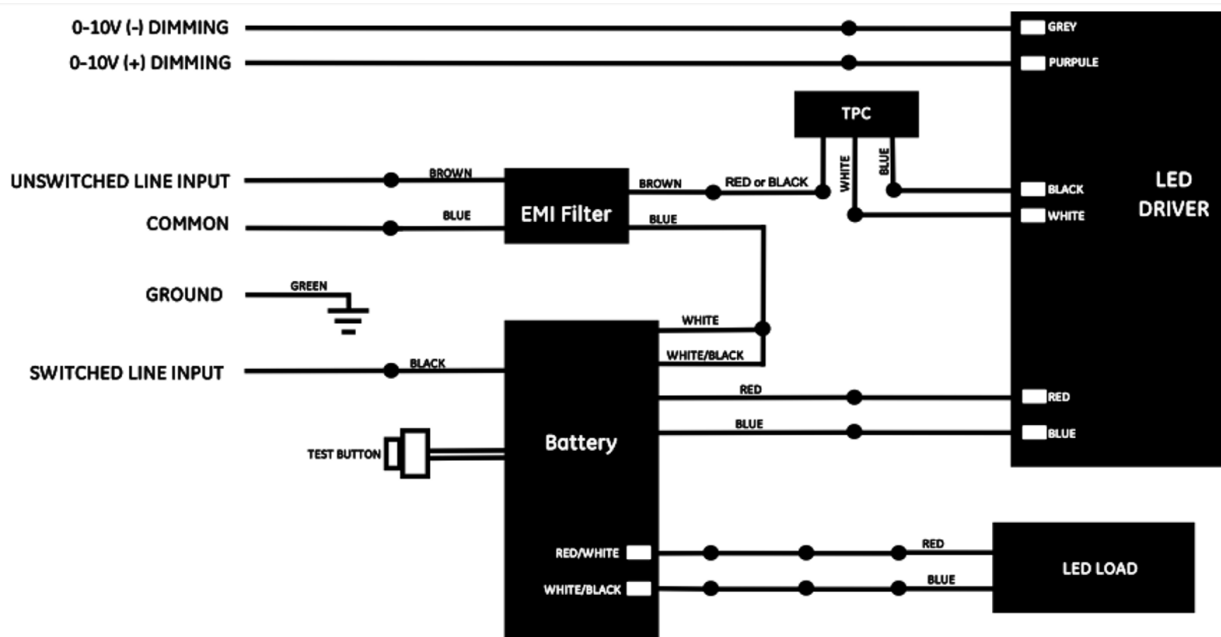 0-10V (-) DIMMING
GREY
0-10V (+) DIMMING
PURPULE
TPC
WHITE
BLUE
UNSWITCHED LINE INPUT
BROWN
EMI Filter
BROWN
RED or BLACK
BLACK
LED
DRIVER
COMMON
BLUE
BLUE
WHITE
GROUND
GREEN
WHITE
WHITE/BLACK
SWITCHED LINE INPUT
BLACK
RED
RED
BLUE
BLUE
Battery
TEST BUTTON
RED/WHITE
RED
LED LOAD
WHITE/BLACK
BLUE